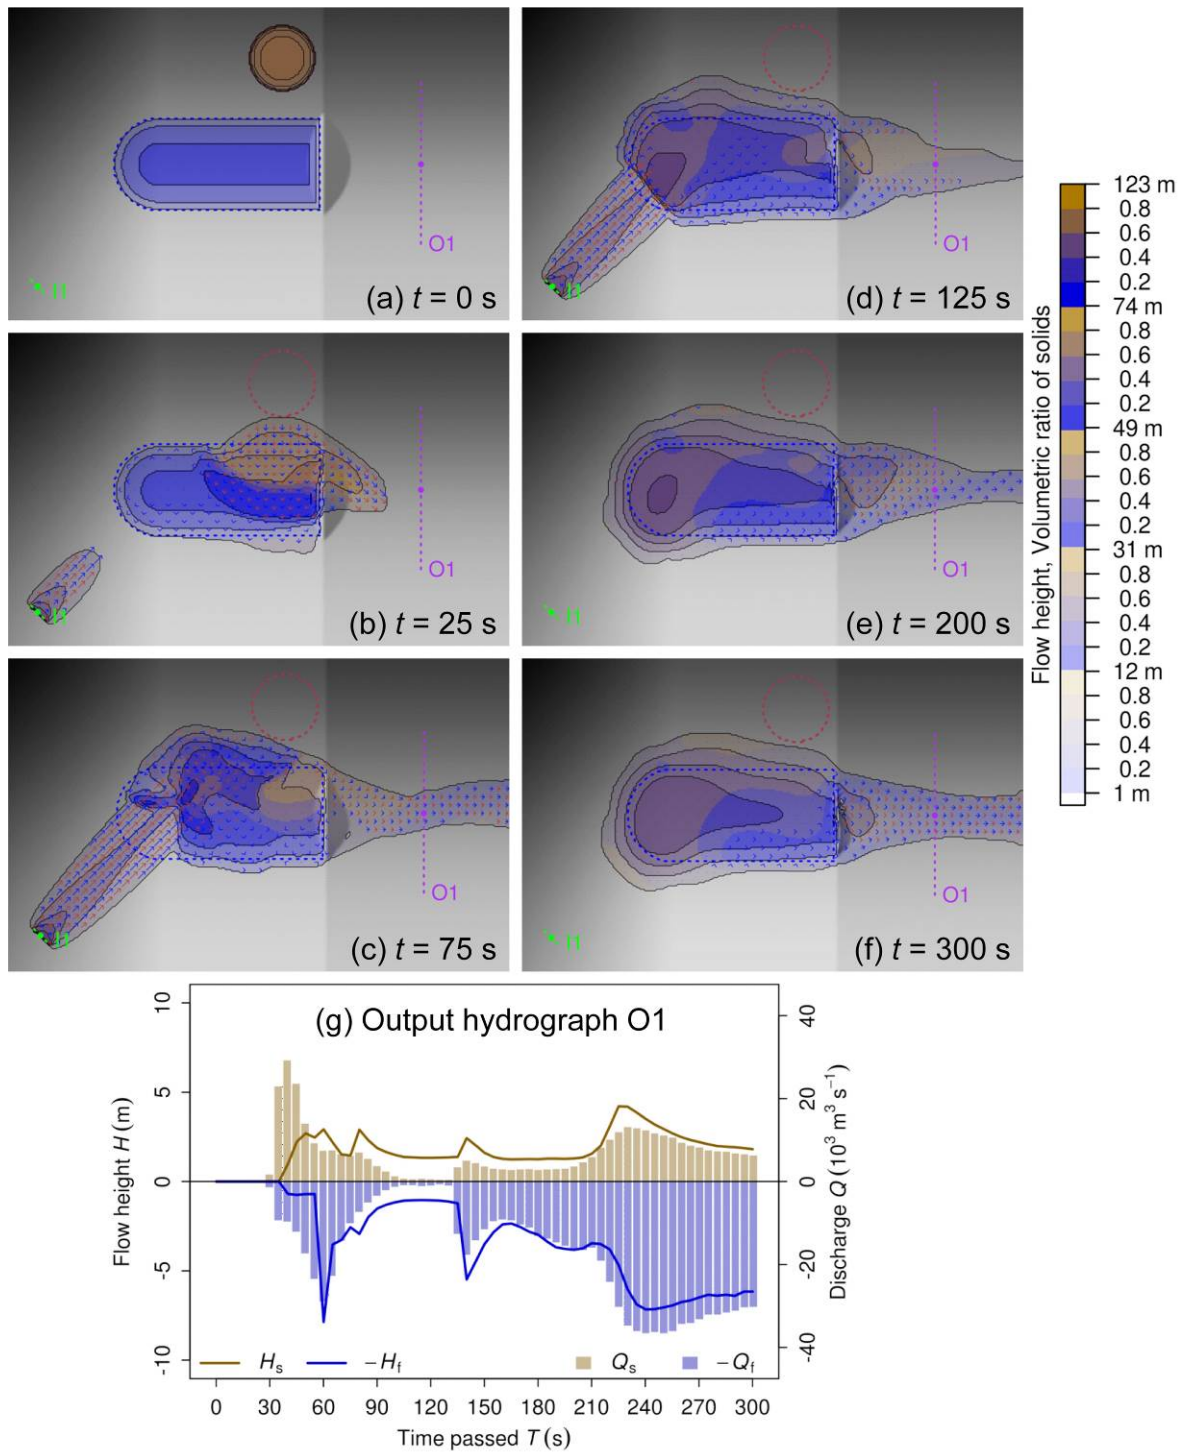 O1
I1
(a) t = 0 s
O1
I1
(b) t = 25 s
O1
I1
(c) t = 75 s
O1
I1
(d) t = 125 s
O1
I1
(e) t = 200 s
O1
I1
(f) t = 300 s
Flow height, Volumetric ratio of solids
123 m
0.8
0.6
0.4
0.2
74 m
0.8
0.6
0.4
0.2
49 m
0.8
0.6
0.4
0.2
31 m
0.8
0.6
0.4
0.2
12 m
0.8
0.6
0.4
0.2
1 m
(g) Output hydrograph O1
Flow height H (m)
10
5
0
-5
-10
Discharge Q (10³ m³ s⁻¹)
40
20
0
-20
-40
Hₛ
−H_f
Qₛ
−Q_f
0 30 60 90 120 150 180 210 240 270 300
Time passed T (s)